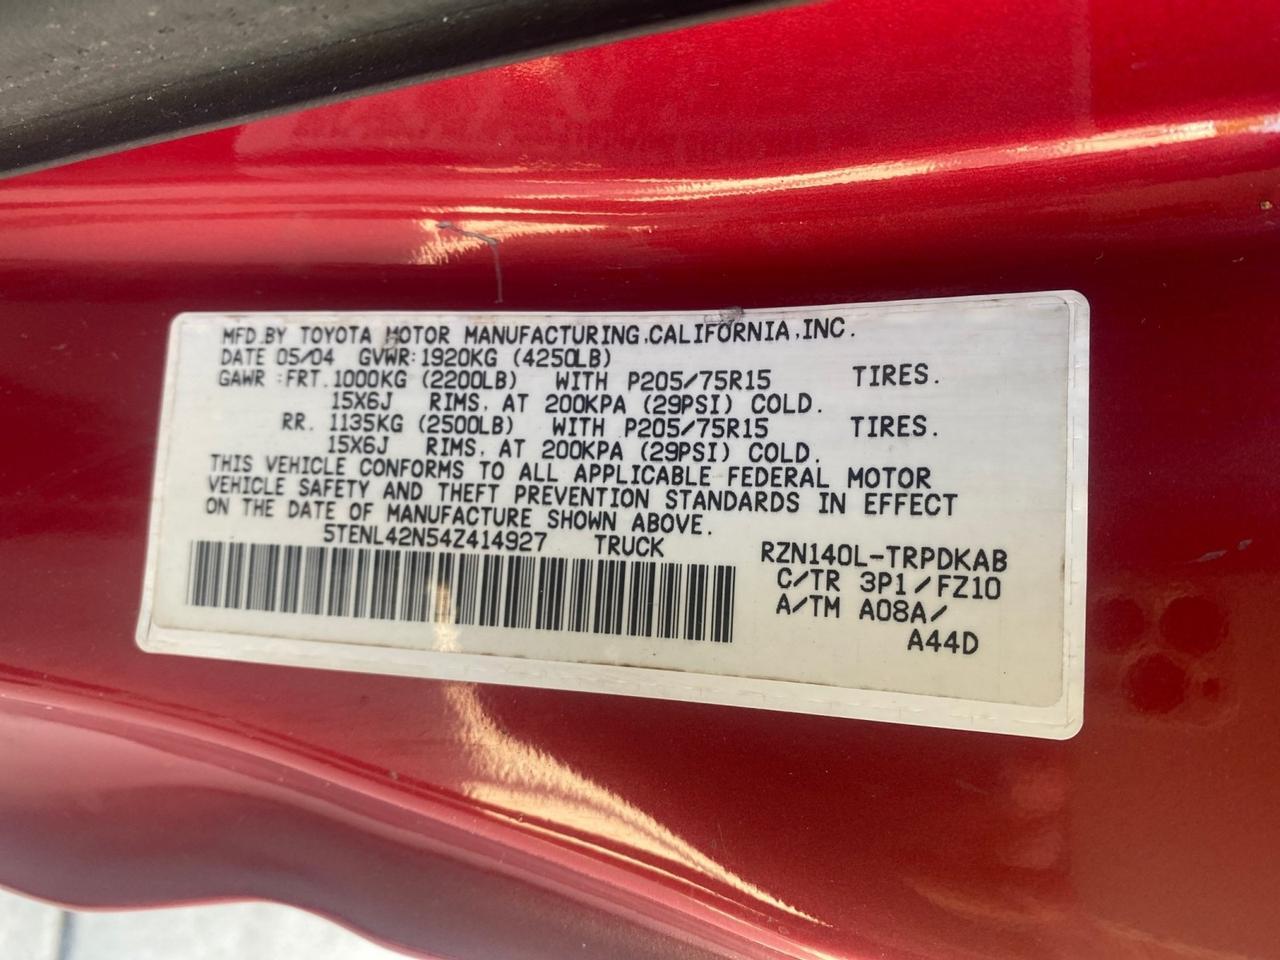 MFD.BY TOYOTA MOTOR MANUFACTURING,CALIFORNIA,INC.
DATE 05/04 GVWR:1920KG (4250LB)
GAWR :FRT.1000KG (2200LB) WITH P205/75R15 TIRES.
15X6J RIMS, AT 200KPA (29PSI) COLD.
RR. 1135KG (2500LB) WITH P205/75R15 TIRES.
15X6J RIMS, AT 200KPA (29PSI) COLD.
THIS VEHICLE CONFORMS TO ALL APPLICABLE FEDERAL MOTOR
VEHICLE SAFETY AND THEFT PREVENTION STANDARDS IN EFFECT
ON THE DATE OF MANUFACTURE SHOWN ABOVE.
5TENL42N54Z414927 TRUCK
RZN140L-TRPDKAB
C/TR 3P1/FZ10
A/TM A08A/
A44D